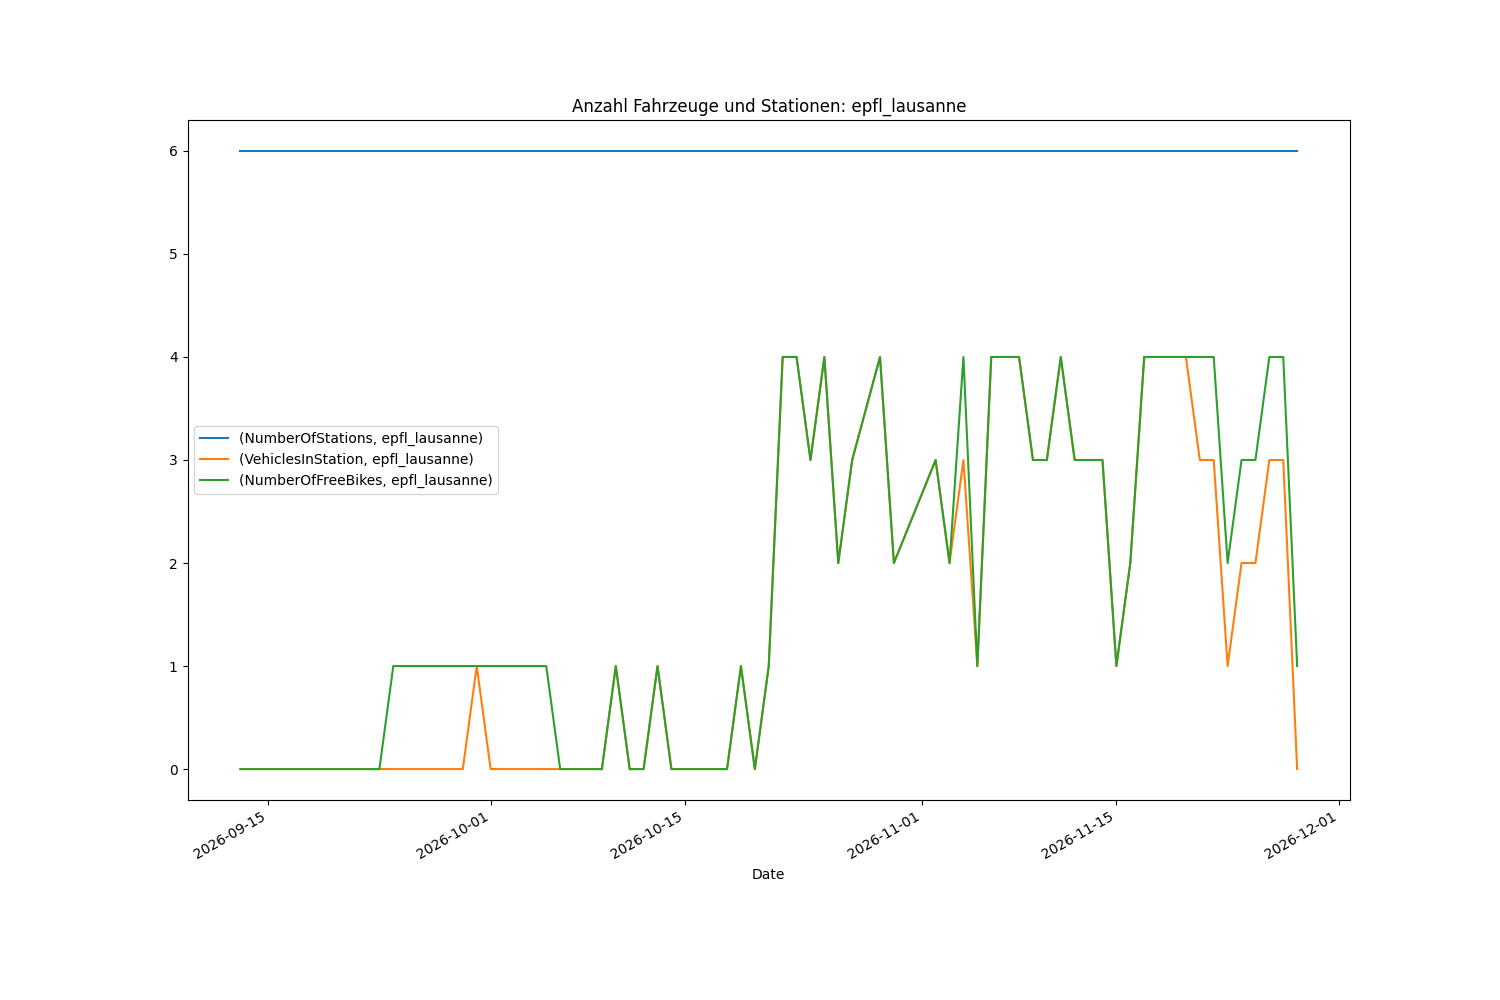 Anzahl Fahrzeuge und Stationen: epfl_lausanne
6
5
4
3
2
1
0
(NumberOfStations, epfl_lausanne)
(VehiclesInStation, epfl_lausanne)
(NumberOfFreeBikes, epfl_lausanne)
2026-09-15
2026-10-01
2026-10-15
2026-11-01
2026-11-15
2026-12-01
Date